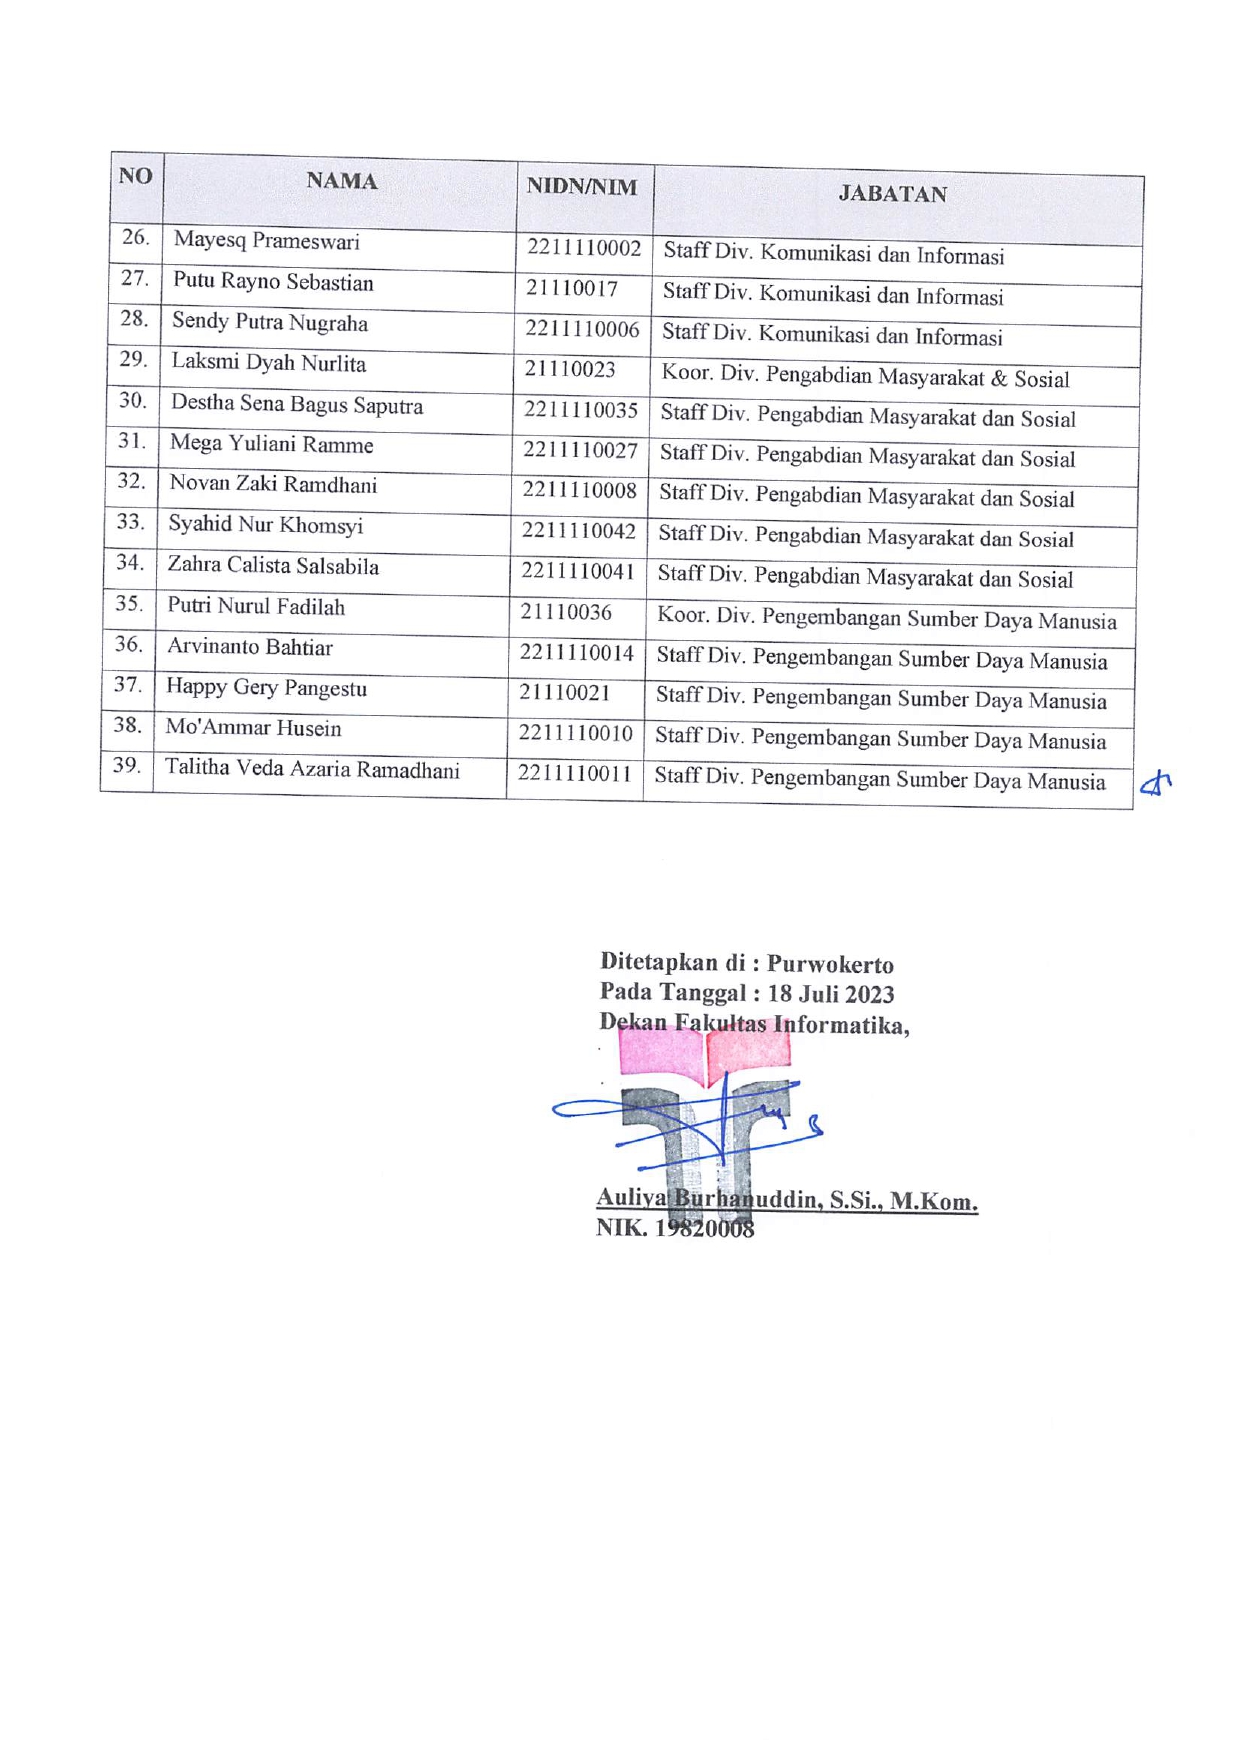 NO NAMA NIDN/NIM JABATAN
26. Mayesq Prameswari 2211110002 Staff Div. Komunikasi dan Informasi
27. Putu Rayno Sebastian 21110017 Staff Div. Komunikasi dan Informasi
28. Sendy Putra Nugraha 2211110006 Staff Div. Komunikasi dan Informasi
29. Laksmi Dyah Nurlita 21110023 Koor. Div. Pengabdian Masyarakat & Sosial
30. Destha Sena Bagus Saputra 2211110035 Staff Div. Pengabdian Masyarakat dan Sosial
31. Mega Yuliani Ramme 2211110027 Staff Div. Pengabdian Masyarakat dan Sosial
32. Novan Zaki Ramdhani 2211110008 Staff Div. Pengabdian Masyarakat dan Sosial
33. Syahid Nur Khomsyi 2211110042 Staff Div. Pengabdian Masyarakat dan Sosial
34. Zahra Calista Salsabila 2211110041 Staff Div. Pengabdian Masyarakat dan Sosial
35. Putri Nurul Fadilah 21110036 Koor. Div. Pengembangan Sumber Daya Manusia
36. Arvinanto Bahtiar 2211110014 Staff Div. Pengembangan Sumber Daya Manusia
37. Happy Gery Pangestu 21110021 Staff Div. Pengembangan Sumber Daya Manusia
38. Mo'Ammar Husein 2211110010 Staff Div. Pengembangan Sumber Daya Manusia
39. Talitha Veda Azaria Ramadhani 2211110011 Staff Div. Pengembangan Sumber Daya Manusia
Ditetapkan di : Purwokerto
Pada Tanggal : 18 Juli 2023
Dekan Fakultas Informatika,
Auliya Burhanuddin, S.Si., M.Kom.
NIK. 19820008